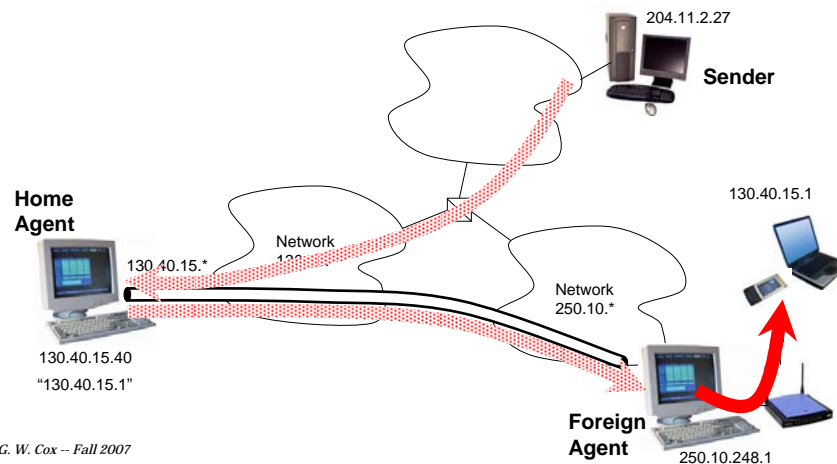 204.11.2.27
Sender
Home
Agent
130.40.15.1
Network
130.40.15.*
Network
250.10.*
130.40.15.40
“130.40.15.1”
Foreign
Agent
G. W. Cox -- Fall 2007
250.10.248.1